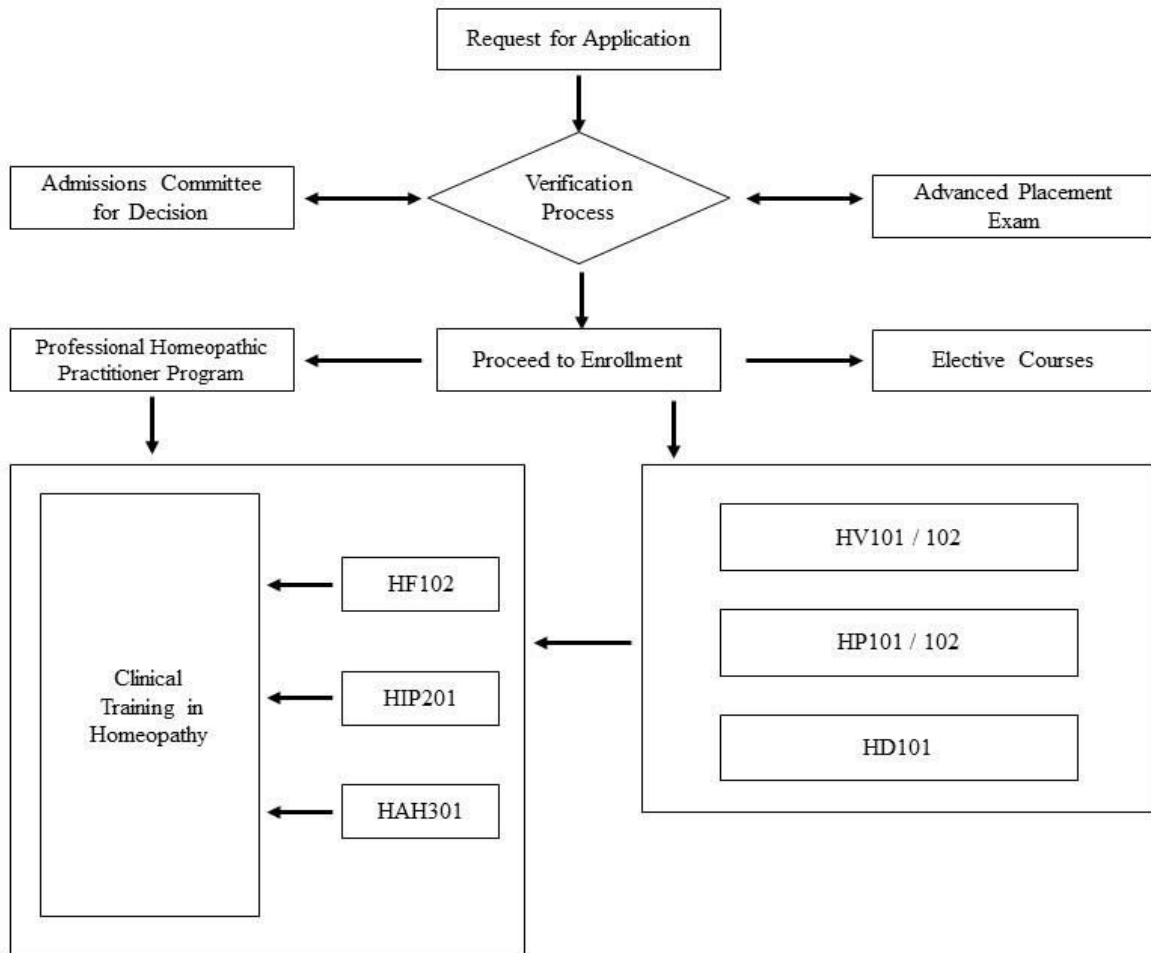 Request for Application
Admissions Committee
for Decision
Verification
Process
Advanced Placement
Exam
Professional Homeopathic
Practitioner Program
Proceed to Enrollment
Elective Courses
Clinical
Training in
Homeopathy
HF102
HIP201
HAH301
HV101 / 102
HP101 / 102
HD101